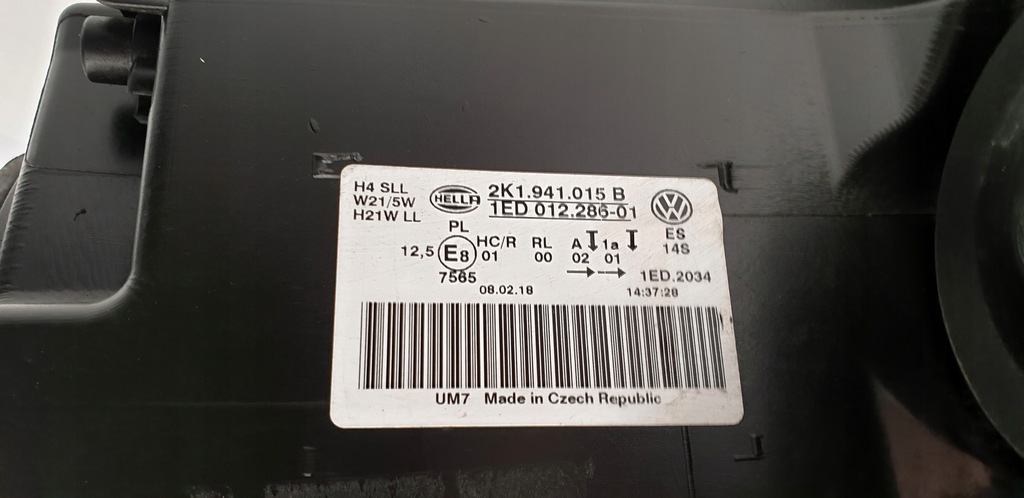 H4 SLL
W21/5W
H21W LL
HELLA
2K1.941.015 B
1ED 012.286-01
PL
ES
14S
12,5 E8 HC/R RL A 1a
01 00 02 01
7565
1ED.2034
08.02.18 14:37:28
UM7 Made in Czech Republic